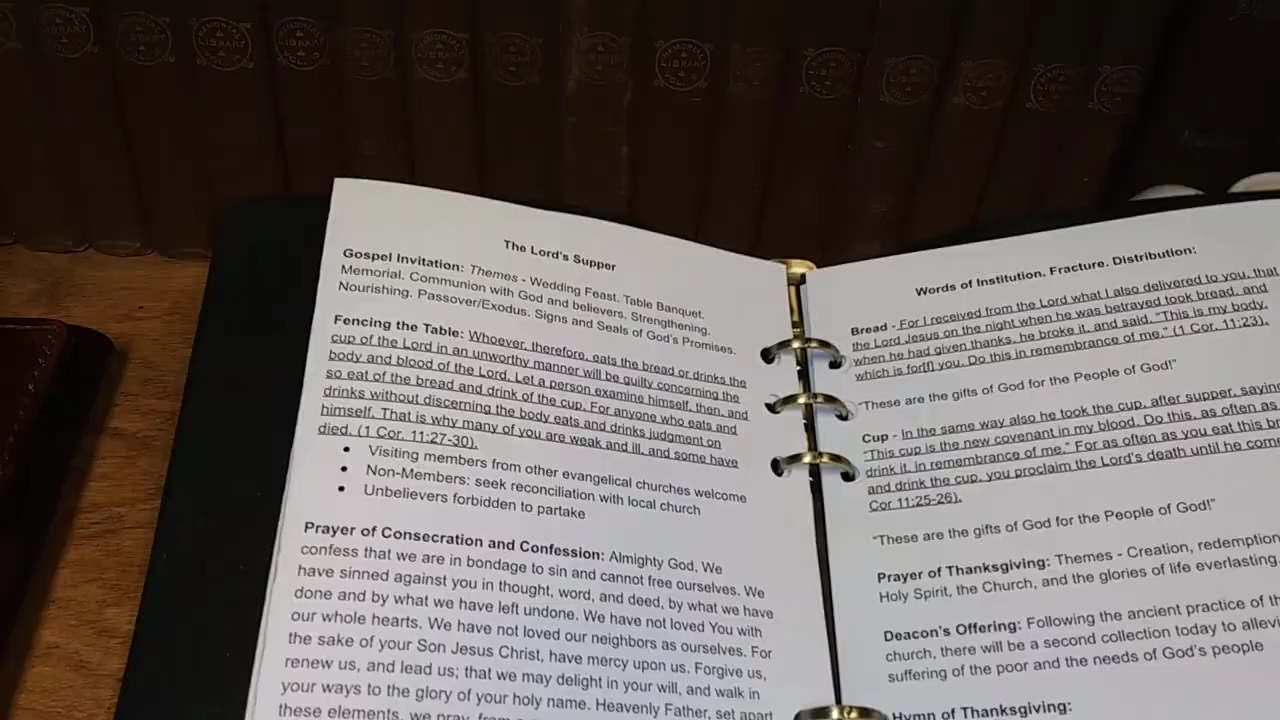 MEMORIAL LIBRARY VOL.
MEMORIAL LIBRARY VOL.
MEMORIAL LIBRARY
The Lord's Supper
Gospel Invitation: Themes - Wedding Feast. Table Banquet.
Memorial. Communion with God and believers. Strengthening.
Nourishing. Passover/Exodus. Signs and Seals of God's Promises.
Fencing the Table: Whoever, therefore, eats the bread or drinks the
cup of the Lord in an unworthy manner will be guilty concerning the
body and blood of the Lord. Let a person examine himself, then, and
so eat of the bread and drink of the cup. For anyone who eats and
drinks without discerning the body eats and drinks judgment on
himself. That is why many of you are weak and ill, and some have
died. (1 Cor. 11:27-30).
• Visiting members from other evangelical churches welcome
• Non-Members: seek reconciliation with local church
• Unbelievers forbidden to partake
Prayer of Consecration and Confession: Almighty God, We
confess that we are in bondage to sin and cannot free ourselves. We
have sinned against you in thought, word, and deed, by what we have
done and by what we have left undone. We have not loved You with
our whole hearts. We have not loved our neighbors as ourselves. For
the sake of your Son Jesus Christ, have mercy upon us. Forgive us,
renew us, and lead us; that we may delight in your will, and walk in
your ways to the glory of your holy name. Heavenly Father, set apart
these elements, we pray, from
Words of Institution. Fracture. Distribution:
Bread - For I received from the Lord what I also delivered to you, that
the Lord Jesus on the night when he was betrayed took bread, and
when he had given thanks, he broke it, and said, "This is my body,
which is for[f] you. Do this in remembrance of me." (1 Cor. 11:23).
"These are the gifts of God for the People of God!"
Cup - In the same way also he took the cup, after supper, saying
"This cup is the new covenant in my blood. Do this, as often as
drink it, in remembrance of me." For as often as you eat this br
and drink the cup, you proclaim the Lord's death until he com
Cor 11:25-26).
"These are the gifts of God for the People of God!"
Prayer of Thanksgiving: Themes - Creation, redemption
Holy Spirit, the Church, and the glories of life everlasting.
Deacon's Offering: Following the ancient practice of th
church, there will be a second collection today to allevi
suffering of the poor and the needs of God's people
Hymn of Thanksgiving: